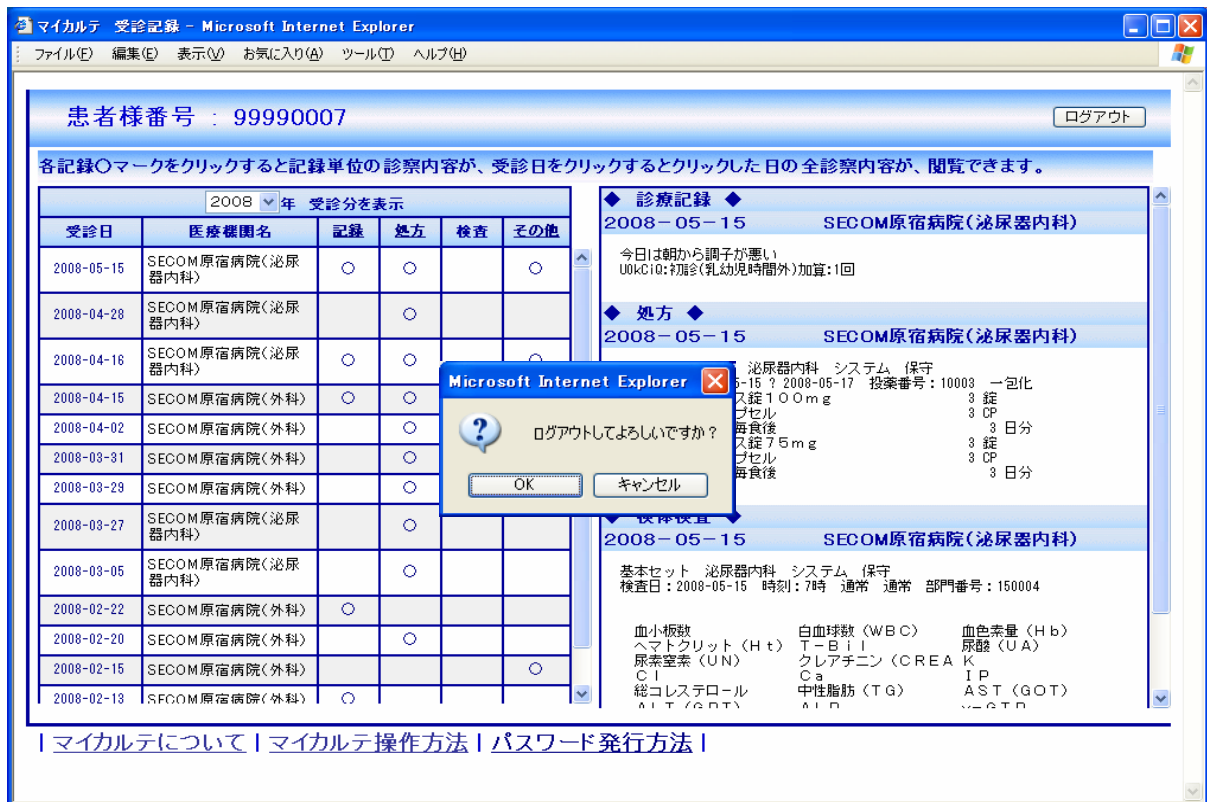 マイカルテ 受診記録 - Microsoft Internet Explorer
ファイル(F) 編集(E) 表示(V) お気に入り(A) ツール(T) ヘルプ(H)
患者様番号 : 99990007
ログアウト
各記録○マークをクリックすると記録単位の診察内容が、受診日をクリックするとクリックした日の全診察内容が、閲覧できます。
2008 年 受診分を表示
受診日 医療機関名 記録 処方 検査 その他
2008-05-15 SECOM原宿病院(泌尿器内科) ○ ○ ○
2008-04-28 SECOM原宿病院(泌尿器内科) ○
2008-04-16 SECOM原宿病院(泌尿器内科) ○ ○ ○
2008-04-15 SECOM原宿病院(外科) ○ ○
2008-04-02 SECOM原宿病院(外科) ○
2008-03-31 SECOM原宿病院(外科) ○
2008-03-29 SECOM原宿病院(外科) ○
2008-03-27 SECOM原宿病院(泌尿器内科) ○
2008-03-05 SECOM原宿病院(泌尿器内科) ○
2008-02-22 SECOM原宿病院(外科) ○
2008-02-20 SECOM原宿病院(外科) ○
2008-02-15 SECOM原宿病院(外科) ○
2008-02-13 SECOM原宿病院(外科) ○
◆ 診療記録 ◆
2008-05-15 SECOM原宿病院(泌尿器内科)
今日は朝から調子が悪い
U0kCiQ:初診(乳幼児時間外)加算:1回
◆ 処方 ◆
2008-05-15 SECOM原宿病院(泌尿器内科)
泌尿器内科 システム 保守
5-15 ? 2008-05-17 投薬番号:10003 一包化
ス錠100mg 3 錠
プセル 3 CP
毎食後 3 日分
ス錠75mg 3 錠
プセル 3 CP
毎食後 3 日分
◆ 検体検査 ◆
2008-05-15 SECOM原宿病院(泌尿器内科)
基本セット 泌尿器内科 システム 保守
検査日:2008-05-15 時刻:7時 通常 通常 部門番号:150004
血小板数 白血球数(WBC) 血色素量(Hb)
ヘマトクリット(Ht) T-Bil 尿酸(UA)
尿素窒素(UN) クレアチニン(CREA K
Cl Ca IP
総コレステロール 中性脂肪(TG) AST(GOT)
ALT(GPT) ALP γ-GTP
Microsoft Internet Explorer
ログアウトしてよろしいですか?
OK キャンセル
| マイカルテについて | マイカルテ操作方法 | パスワード発行方法 |